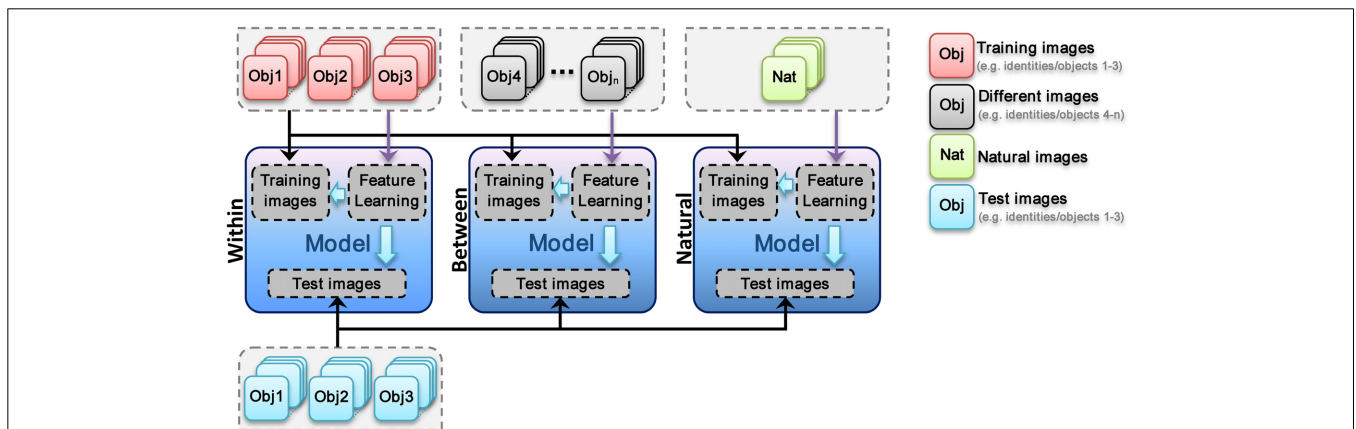 Obj1 Obj2 Obj3
Obj4 ... Objn
Nat
Obj Training images
(e.g. identities/objects 1-3)
Obj Different images
(e.g. identities/objects 4-n)
Nat Natural images
Obj Test images
(e.g. identities/objects 1-3)
Within
Training
images
Feature
Learning
Model
Test images
Between
Training
images
Feature
Learning
Model
Test images
Natural
Training
images
Feature
Learning
Model
Test images
Obj1 Obj2 Obj3